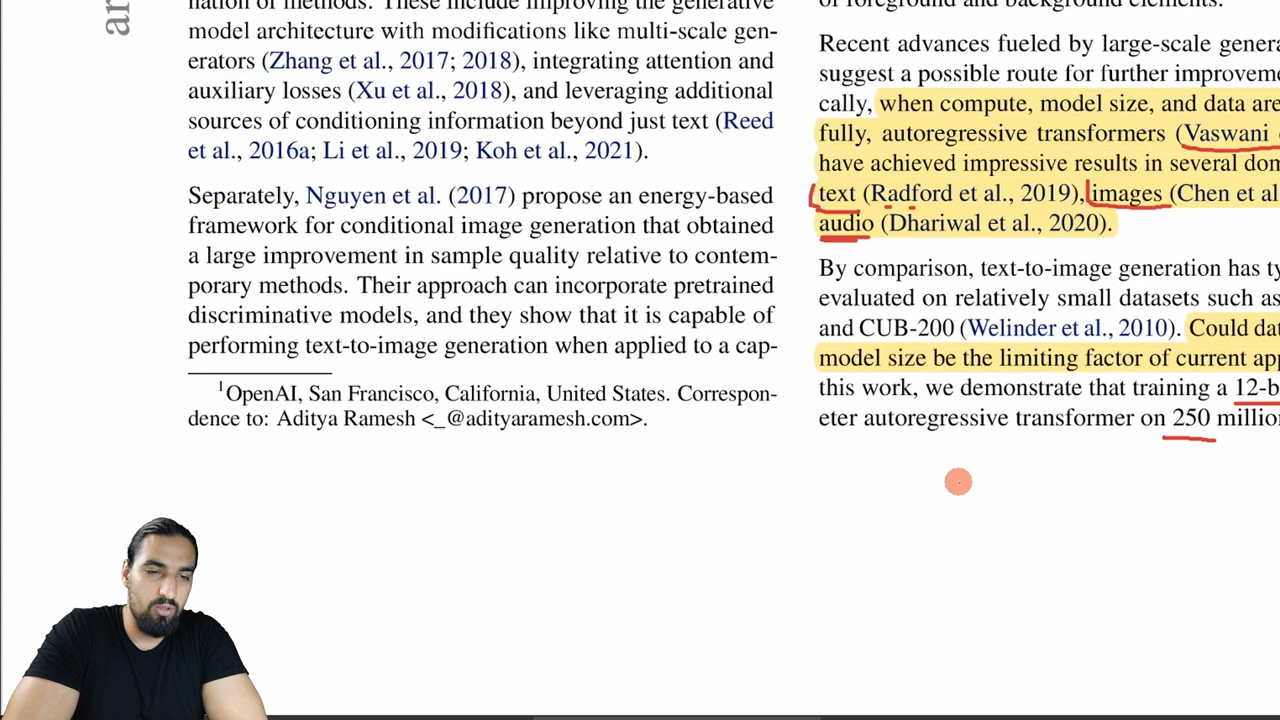 ar
nation of methods. These include improving the generative
model architecture with modifications like multi-scale gen-
erators (Zhang et al., 2017; 2018), integrating attention and
auxiliary losses (Xu et al., 2018), and leveraging additional
sources of conditioning information beyond just text (Reed
et al., 2016a; Li et al., 2019; Koh et al., 2021).
Separately, Nguyen et al. (2017) propose an energy-based
framework for conditional image generation that obtained
a large improvement in sample quality relative to contem-
porary methods. Their approach can incorporate pretrained
discriminative models, and they show that it is capable of
performing text-to-image generation when applied to a cap-
1OpenAI, San Francisco, California, United States. Correspon-
dence to: Aditya Ramesh <_@adityaramesh.com>.
of foreground and background elements.
Recent advances fueled by large-scale genera
suggest a possible route for further improveme
cally, when compute, model size, and data are
fully, autoregressive transformers (Vaswani
have achieved impressive results in several dom
text (Radford et al., 2019), images (Chen et al
audio (Dhariwal et al., 2020).
By comparison, text-to-image generation has ty
evaluated on relatively small datasets such as
and CUB-200 (Welinder et al., 2010). Could dat
model size be the limiting factor of current app
this work, we demonstrate that training a 12-b
eter autoregressive transformer on 250 million